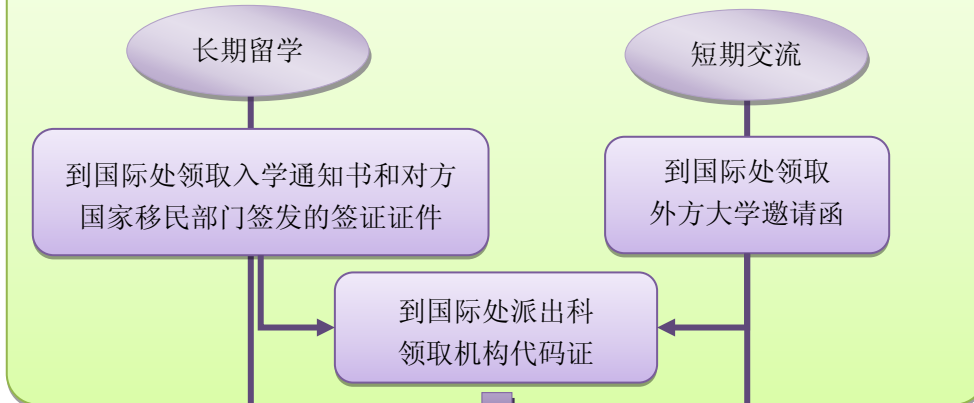 长期留学
短期交流
到国际处领取入学通知书和对方
国家移民部门签发的签证证件
到国际处领取
外方大学邀请函
到国际处派出科
领取机构代码证